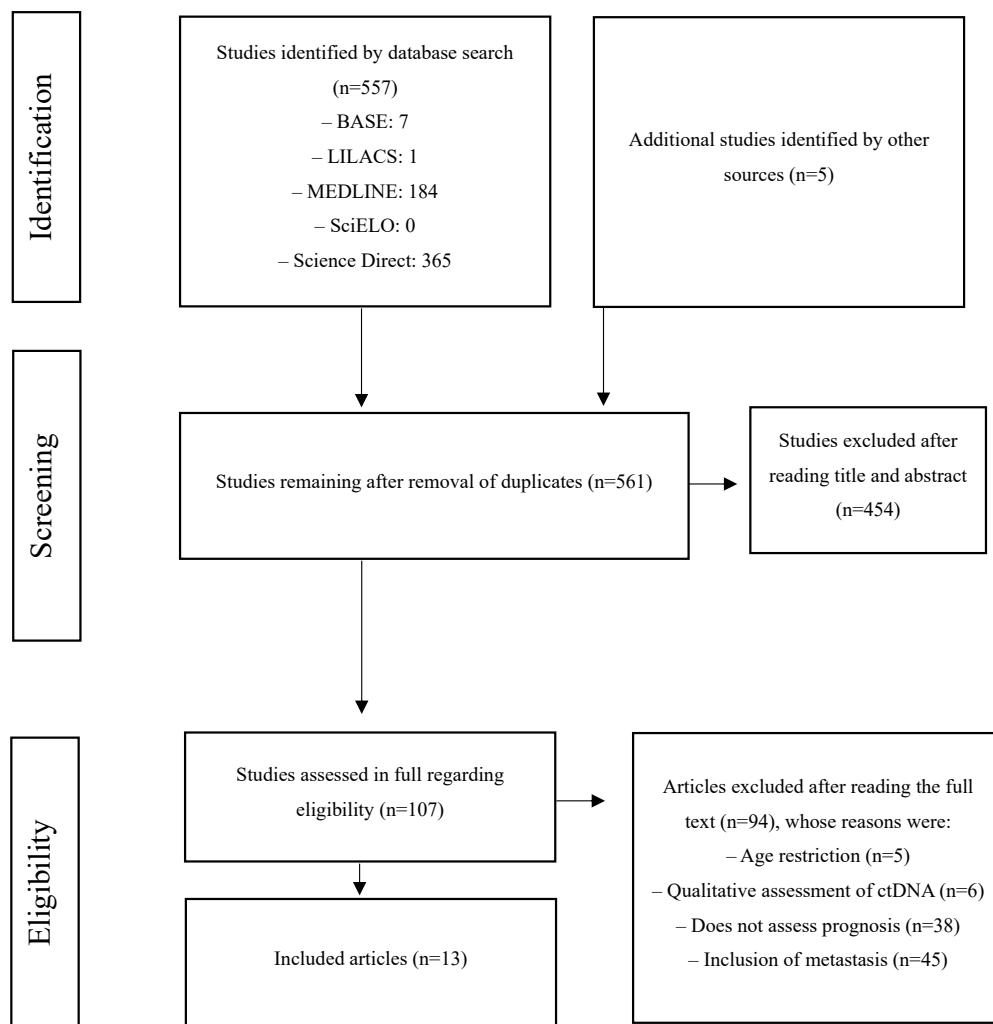 Identification
Studies identified by database search
(n=557)
– BASE: 7
– LILACS: 1
– MEDLINE: 184
– SciELO: 0
– Science Direct: 365
Additional studies identified by other
sources (n=5)
Screening
Studies remaining after removal of duplicates (n=561)
Studies excluded after
reading title and abstract
(n=454)
Eligibility
Studies assessed in full regarding
eligibility (n=107)
Articles excluded after reading the full
text (n=94), whose reasons were:
– Age restriction (n=5)
– Qualitative assessment of ctDNA (n=6)
– Does not assess prognosis (n=38)
– Inclusion of metastasis (n=45)
Included articles (n=13)